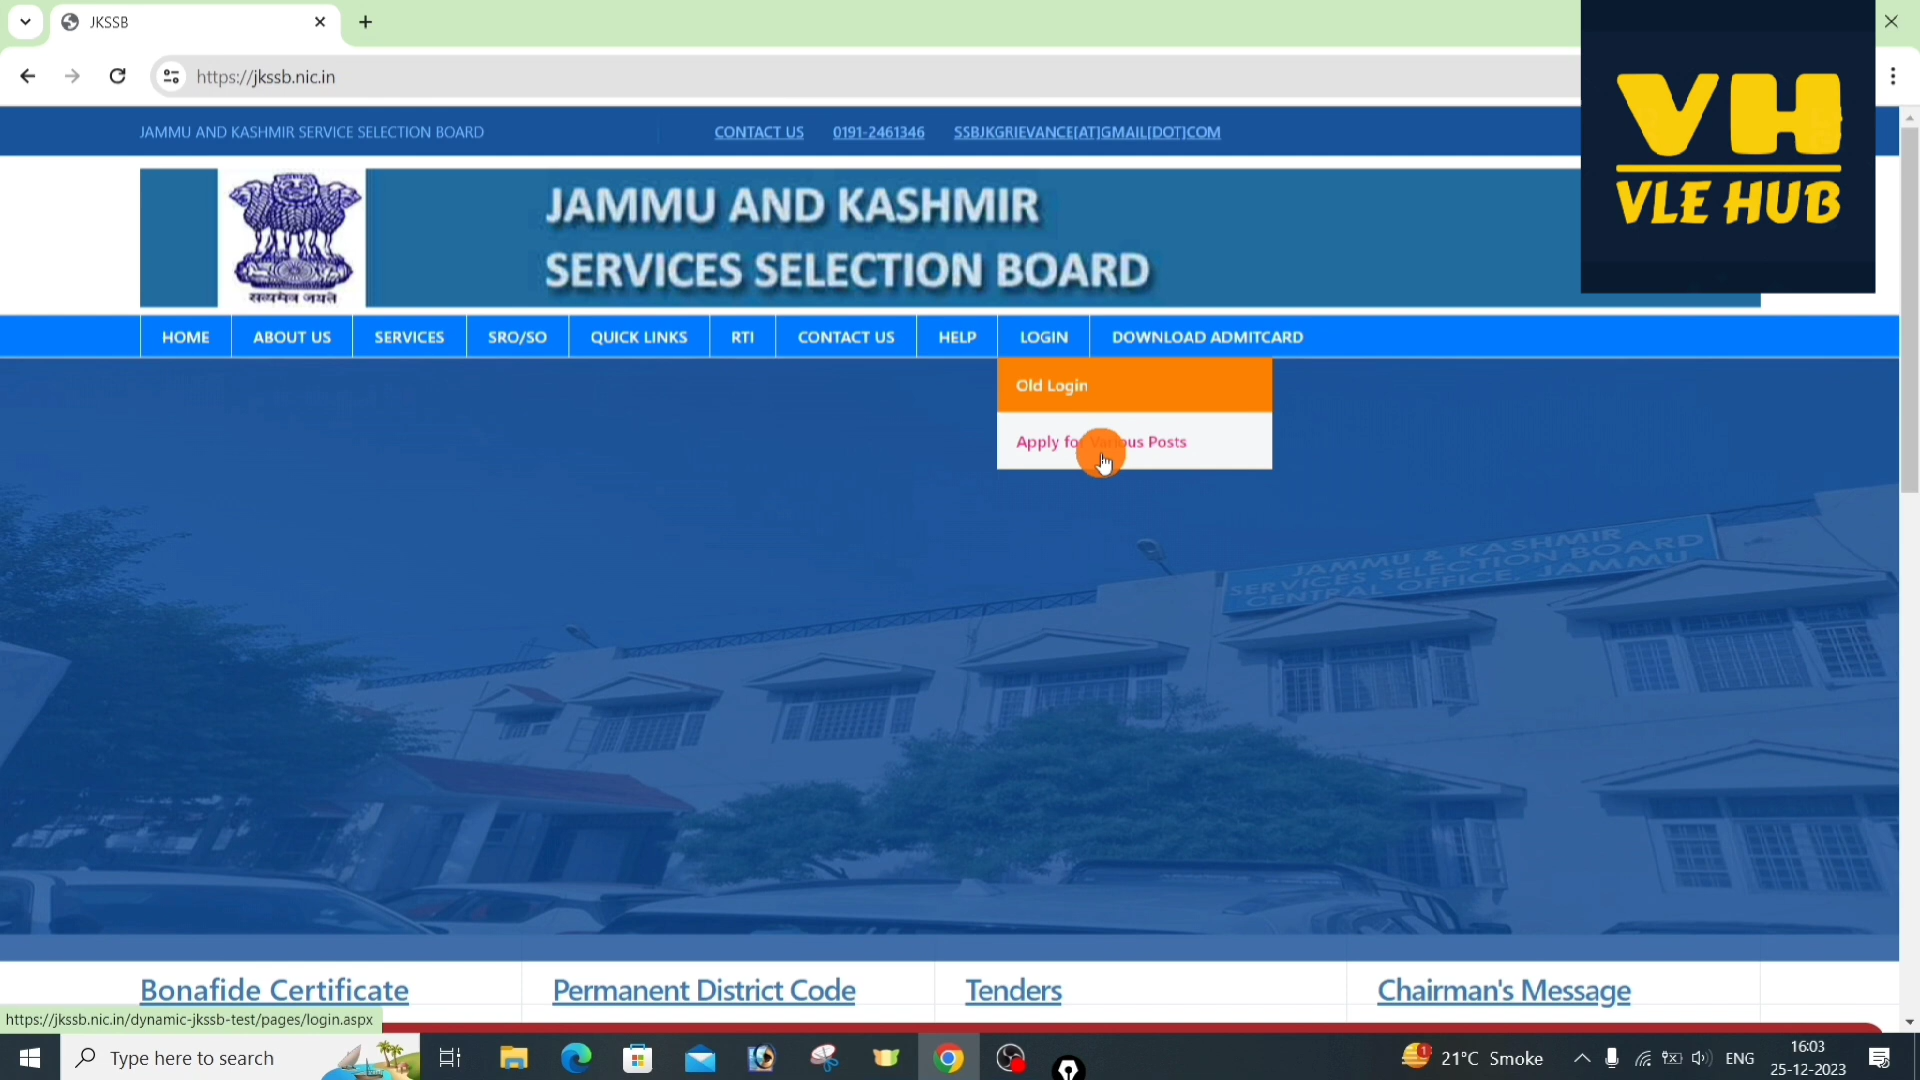 JKSSB
https://jkssb.nic.in
VH
VLE HUB
JAMMU AND KASHMIR SERVICE SELECTION BOARD
CONTACT US
0191-2461346
SSBJKGRIEVANCE[AT]GMAIL[DOT]COM
सत्यमेव जयते
JAMMU AND KASHMIR
SERVICES SELECTION BOARD
HOME
ABOUT US
SERVICES
SRO/SO
QUICK LINKS
RTI
CONTACT US
HELP
LOGIN
DOWNLOAD ADMITCARD
Old Login
Apply for Various Posts
JAMMU & KASHMIR
SERVICES SELECTION BOARD
CENTRAL OFFICE, JAMMU
Bonafide Certificate
Permanent District Code
Tenders
Chairman's Message
https://jkssb.nic.in/dynamic-jkssb-test/pages/login.aspx
Type here to search
1
21°C Smoke
ENG
16:03
25-12-2023